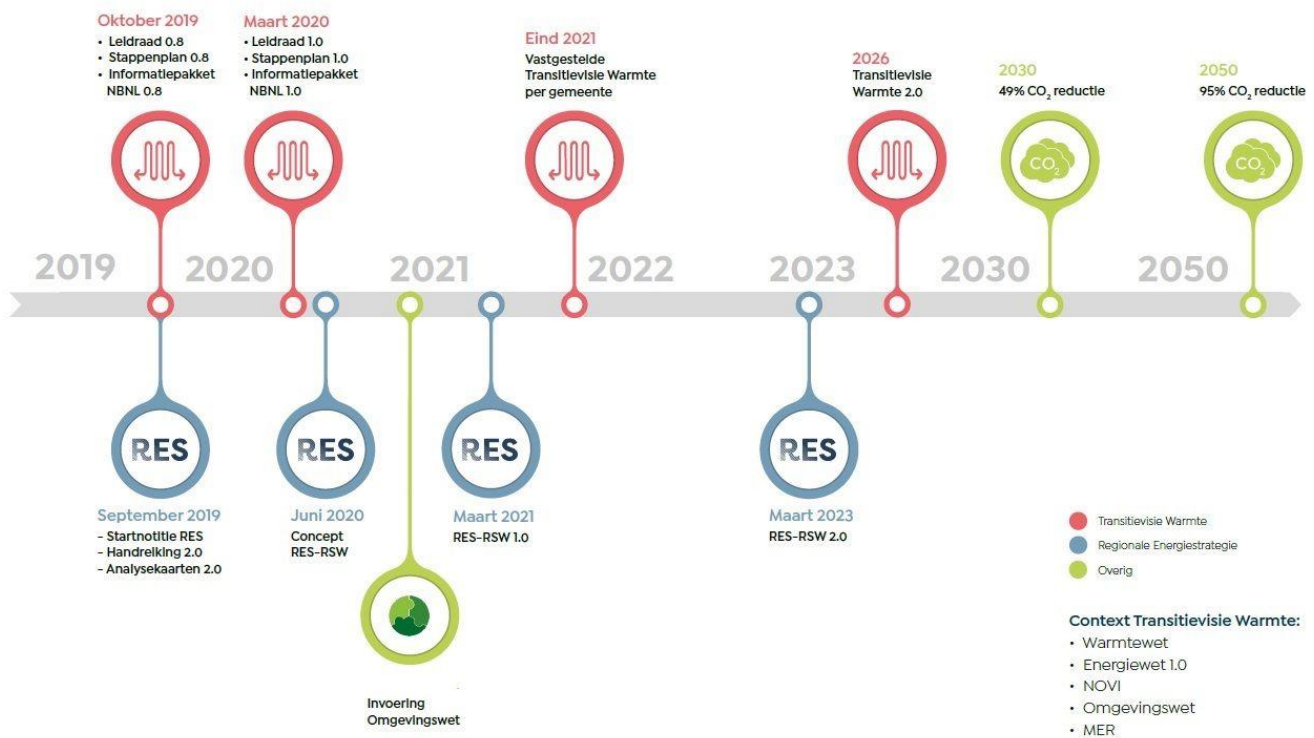 Oktober 2019
• Leidraad 0.8
• Stappenplan 0.8
• Informatiepakket
NBNL 0.8
Maart 2020
• Leidraad 1.0
• Stappenplan 1.0
• Informatiepakket
NBNL 1.0
Eind 2021
Vastgestelde
Transitievisie Warmte
per gemeente
2026
Transitievisie
Warmte 2.0
2030
49% CO₂ reductie
2050
95% CO₂ reductie
CO₂
CO₂
2019
2020
2021
2022
2023
2030
2050
RES
RES
RES
RES
September 2019
- Startnotitie RES
- Handreiking 2.0
- Analysekaarten 2.0
Juni 2020
Concept
RES-RSW
Maart 2021
RES-RSW 1.0
Maart 2023
RES-RSW 2.0
Invoering
Omgevingswet
Transitievisie Warmte
Regionale Energiestrategie
Overig
Context Transitievisie Warmte:
• Warmtewet
• Energiewet 1.0
• NOVI
• Omgevingswet
• MER